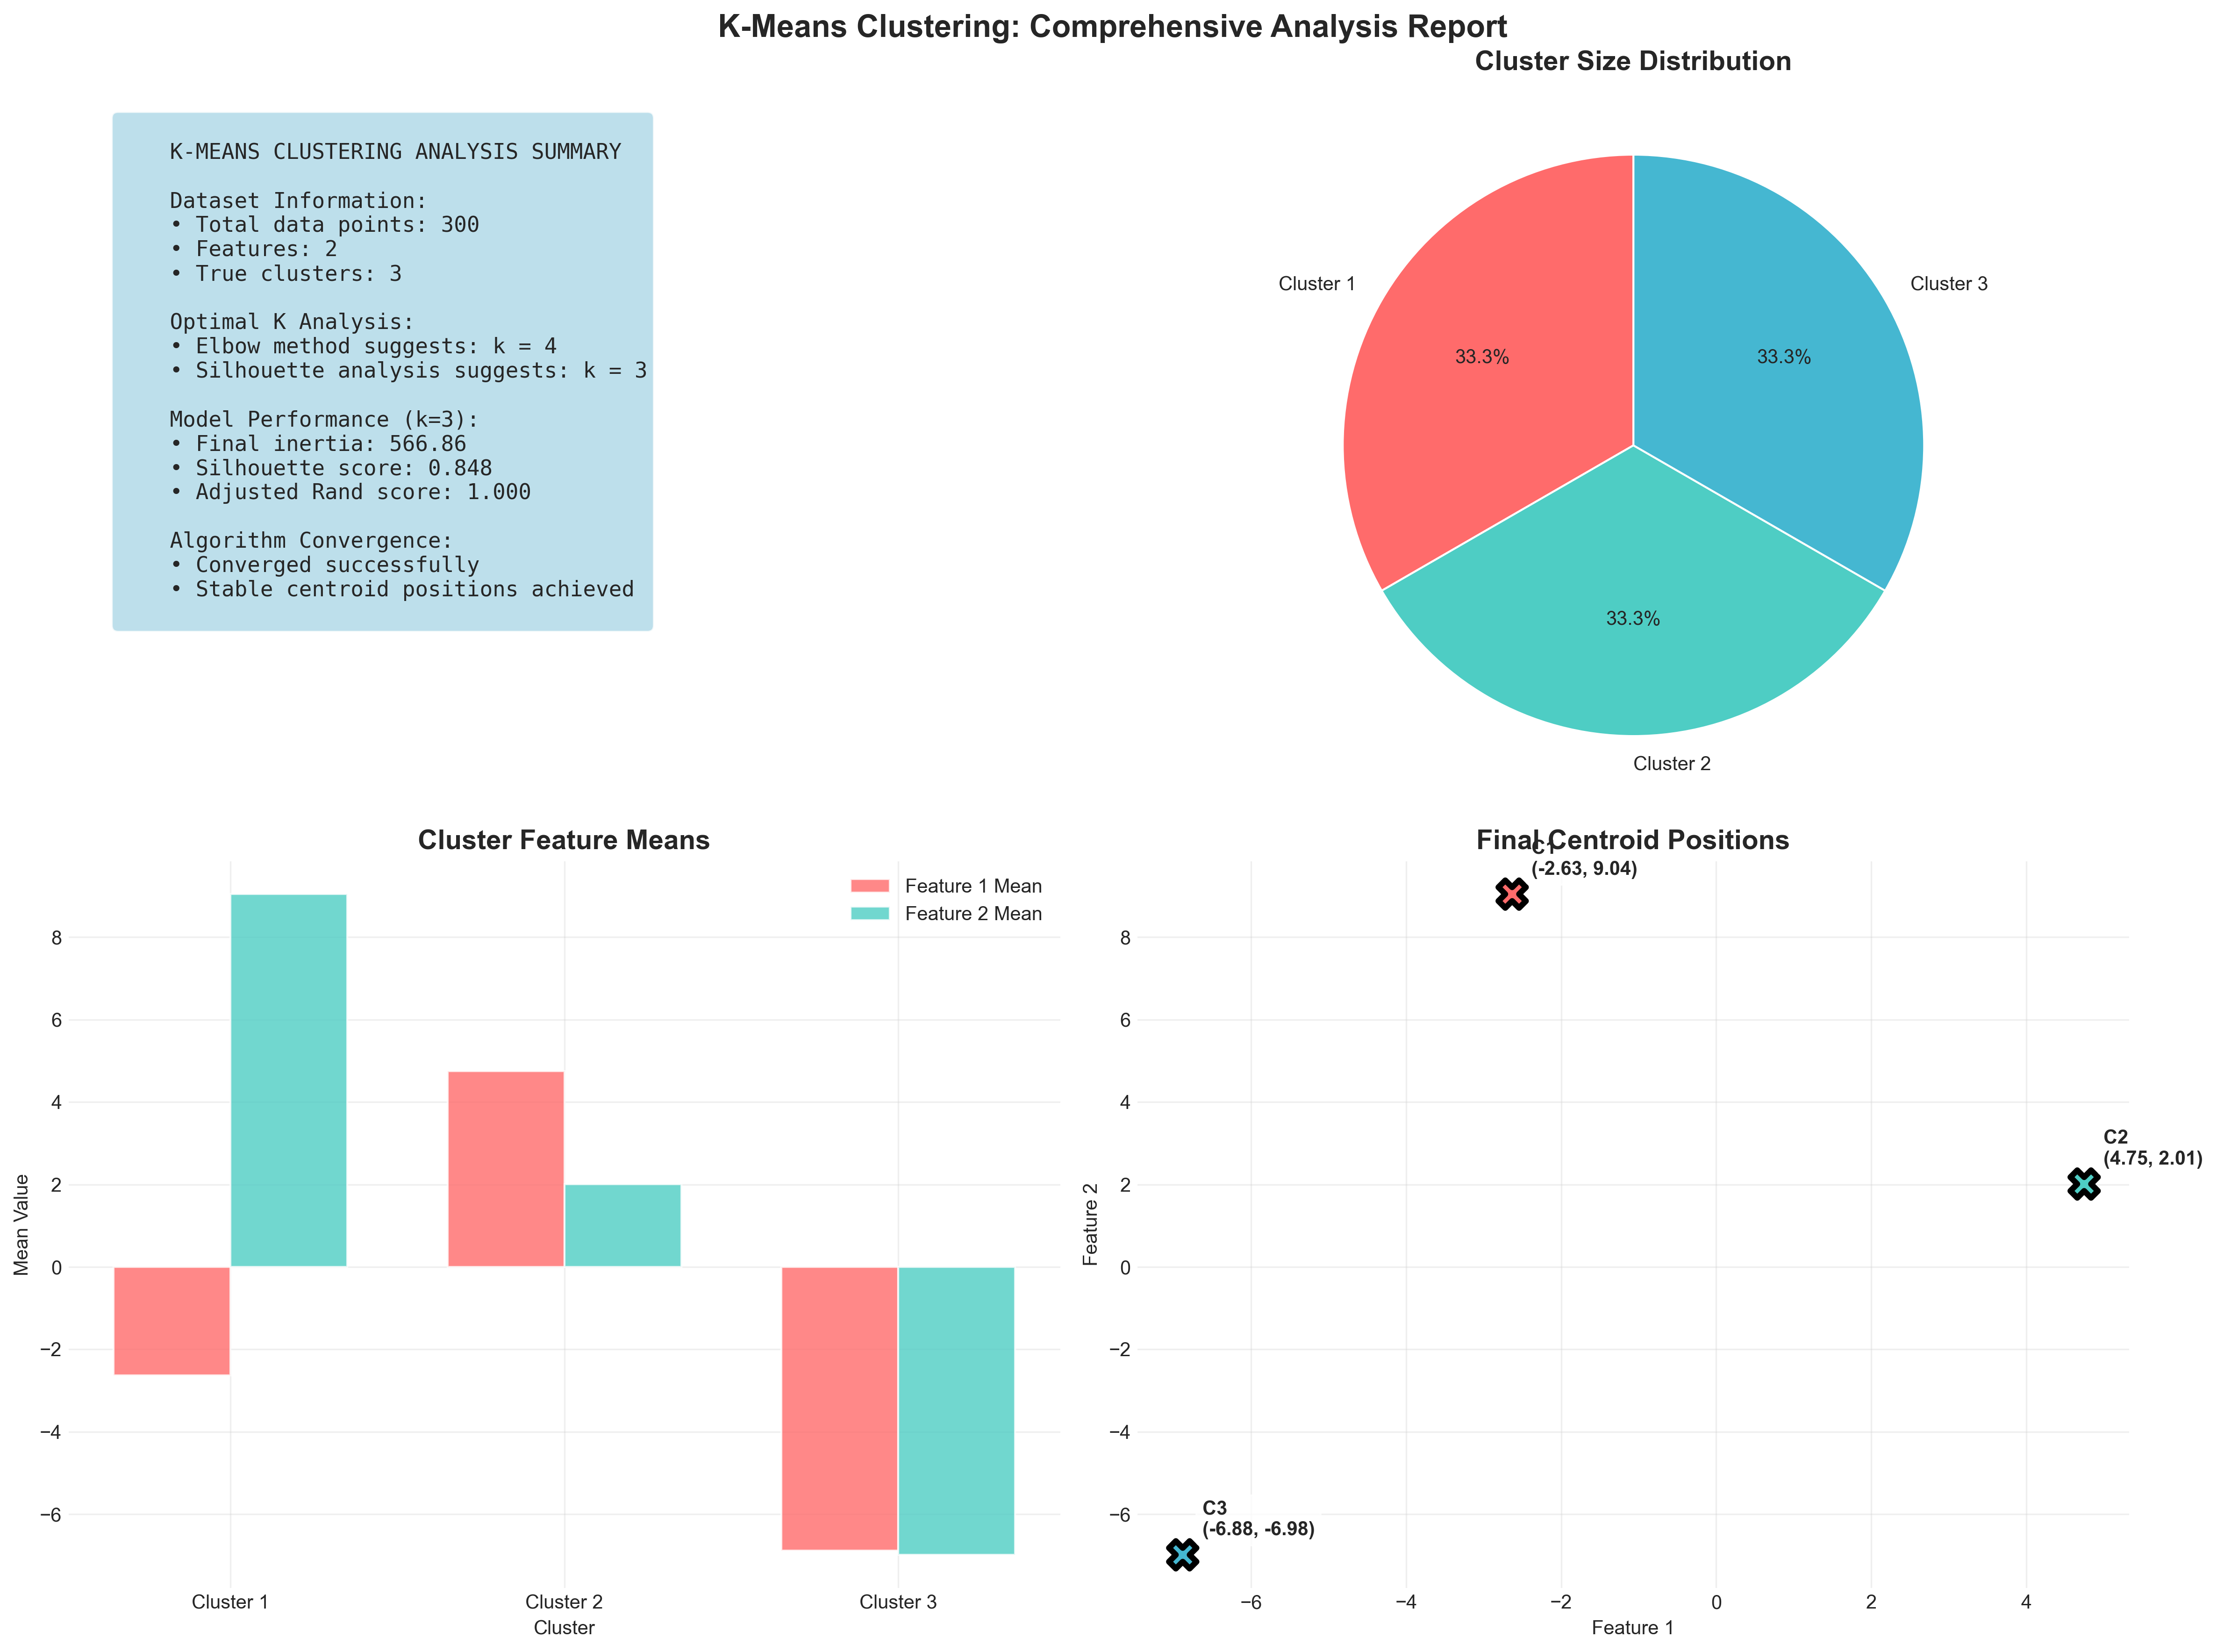 K-Means Clustering: Comprehensive Analysis Report
K-MEANS CLUSTERING ANALYSIS SUMMARY
Dataset Information:
• Total data points: 300
• Features: 2
• True clusters: 3
Optimal K Analysis:
• Elbow method suggests: k = 4
• Silhouette analysis suggests: k = 3
Model Performance (k=3):
• Final inertia: 566.86
• Silhouette score: 0.848
• Adjusted Rand score: 1.000
Algorithm Convergence:
• Converged successfully
• Stable centroid positions achieved
Cluster Size Distribution
Cluster 1
Cluster 3
33.3%
33.3%
33.3%
Cluster 2
Cluster Feature Means
Feature 1 Mean
Feature 2 Mean
8
6
4
2
0
−2
−4
−6
Mean Value
Cluster 1
Cluster 2
Cluster 3
Cluster
Final Centroid Positions
C1
(-2.63, 9.04)
C2
(4.75, 2.01)
C3
(-6.88, -6.98)
8
6
4
2
0
−2
−4
−6
Feature 2
−6
−4
−2
0
2
4
Feature 1